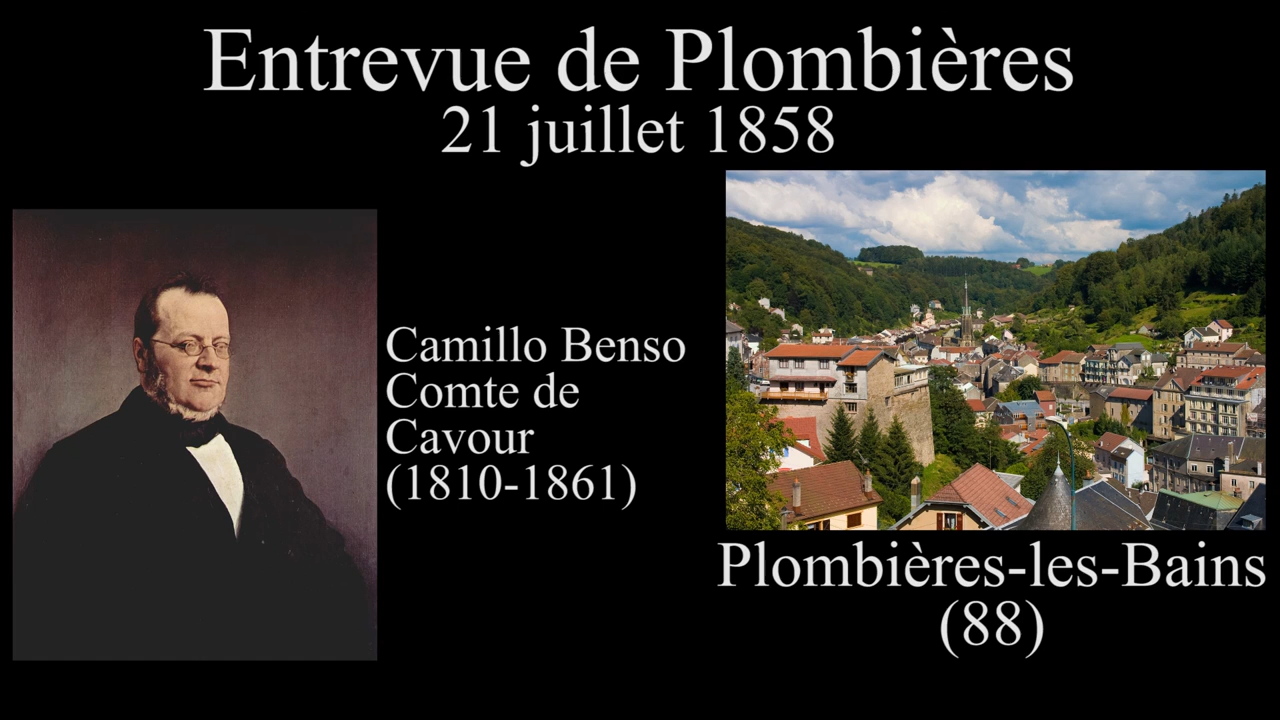 Entrevue de Plombières
21 juillet 1858
Camillo Benso
Comte de
Cavour
(1810-1861)
Plombières-les-Bains
(88)